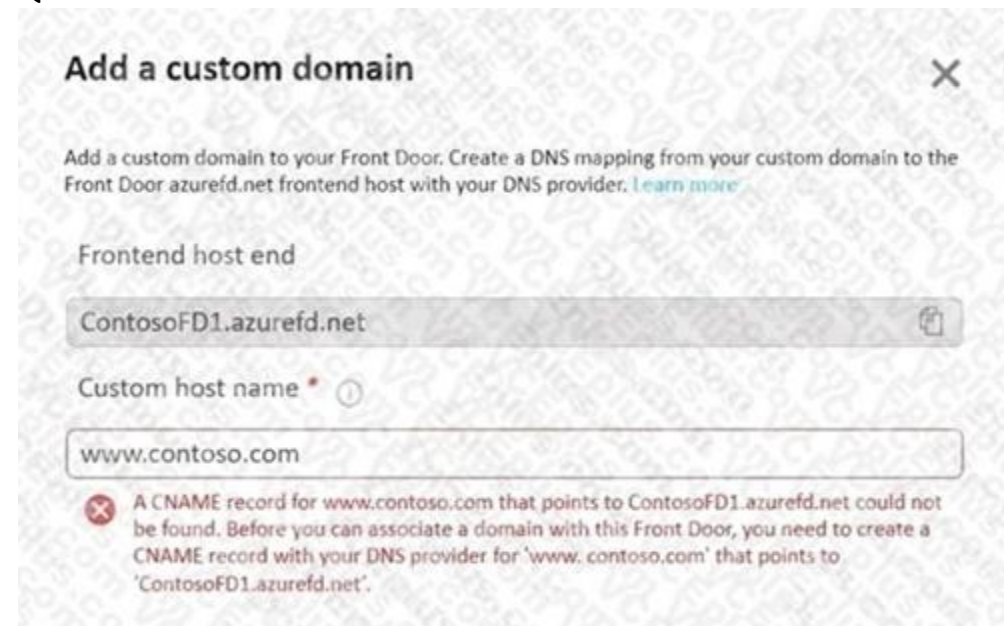 Add a custom domain
Add a custom domain to your Front Door. Create a DNS mapping from your custom domain to the
Front Door azurefd.net frontend host with your DNS provider. Learn more
Frontend host end
ContosoFD1.azurefd.net
Custom host name *
www.contoso.com
A CNAME record for www.contoso.com that points to ContosoFD1.azurefd.net could not
be found. Before you can associate a domain with this Front Door, you need to create a
CNAME record with your DNS provider for 'www. contoso.com' that points to
'ContosoFD1.azurefd.net'.